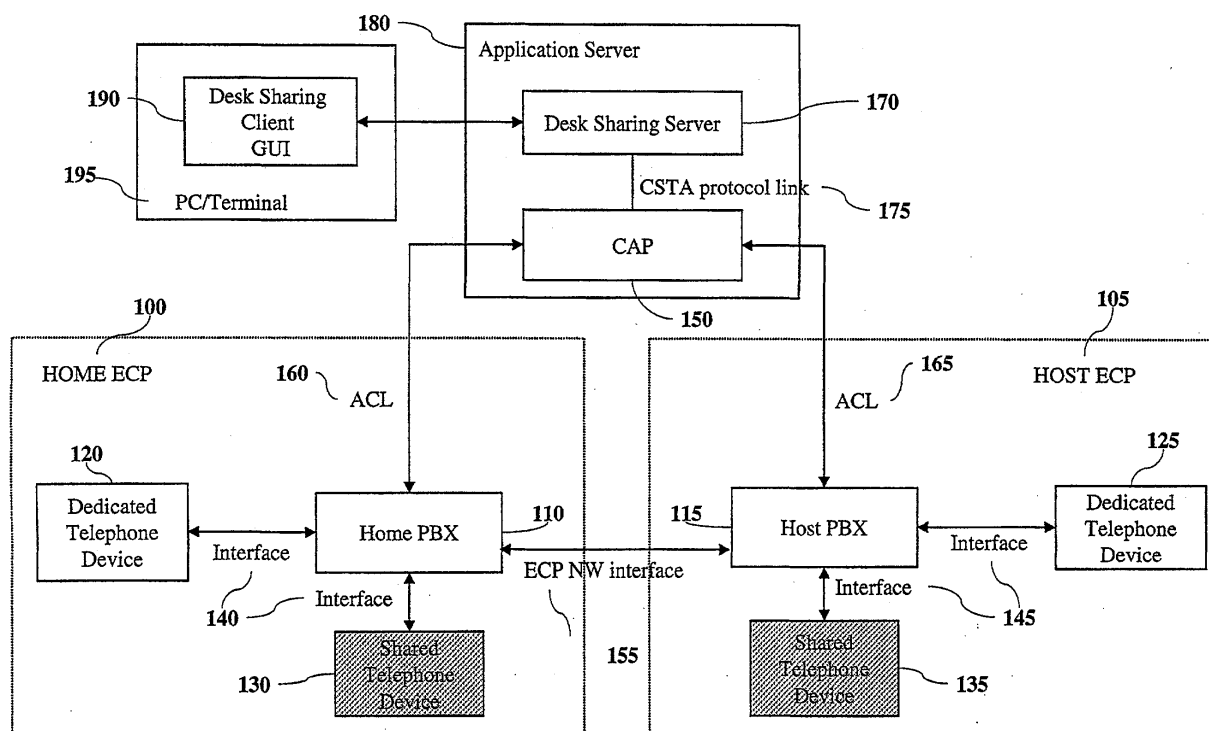 180
Application Server
190
Desk Sharing
Client
GUI
Desk Sharing Server
170
195
PC/Terminal
CSTA protocol link
175
CAP
150
100
105
HOME ECP
160
ACL
165
ACL
HOST ECP
120
Dedicated
Telephone
Device
Interface
140
Home PBX
110
Interface
ECP NW interface
155
115
Host PBX
125
Dedicated
Telephone
Device
Interface
Interface
145
130
Shared
Telephone
Device
Shared
Telephone
Device
135